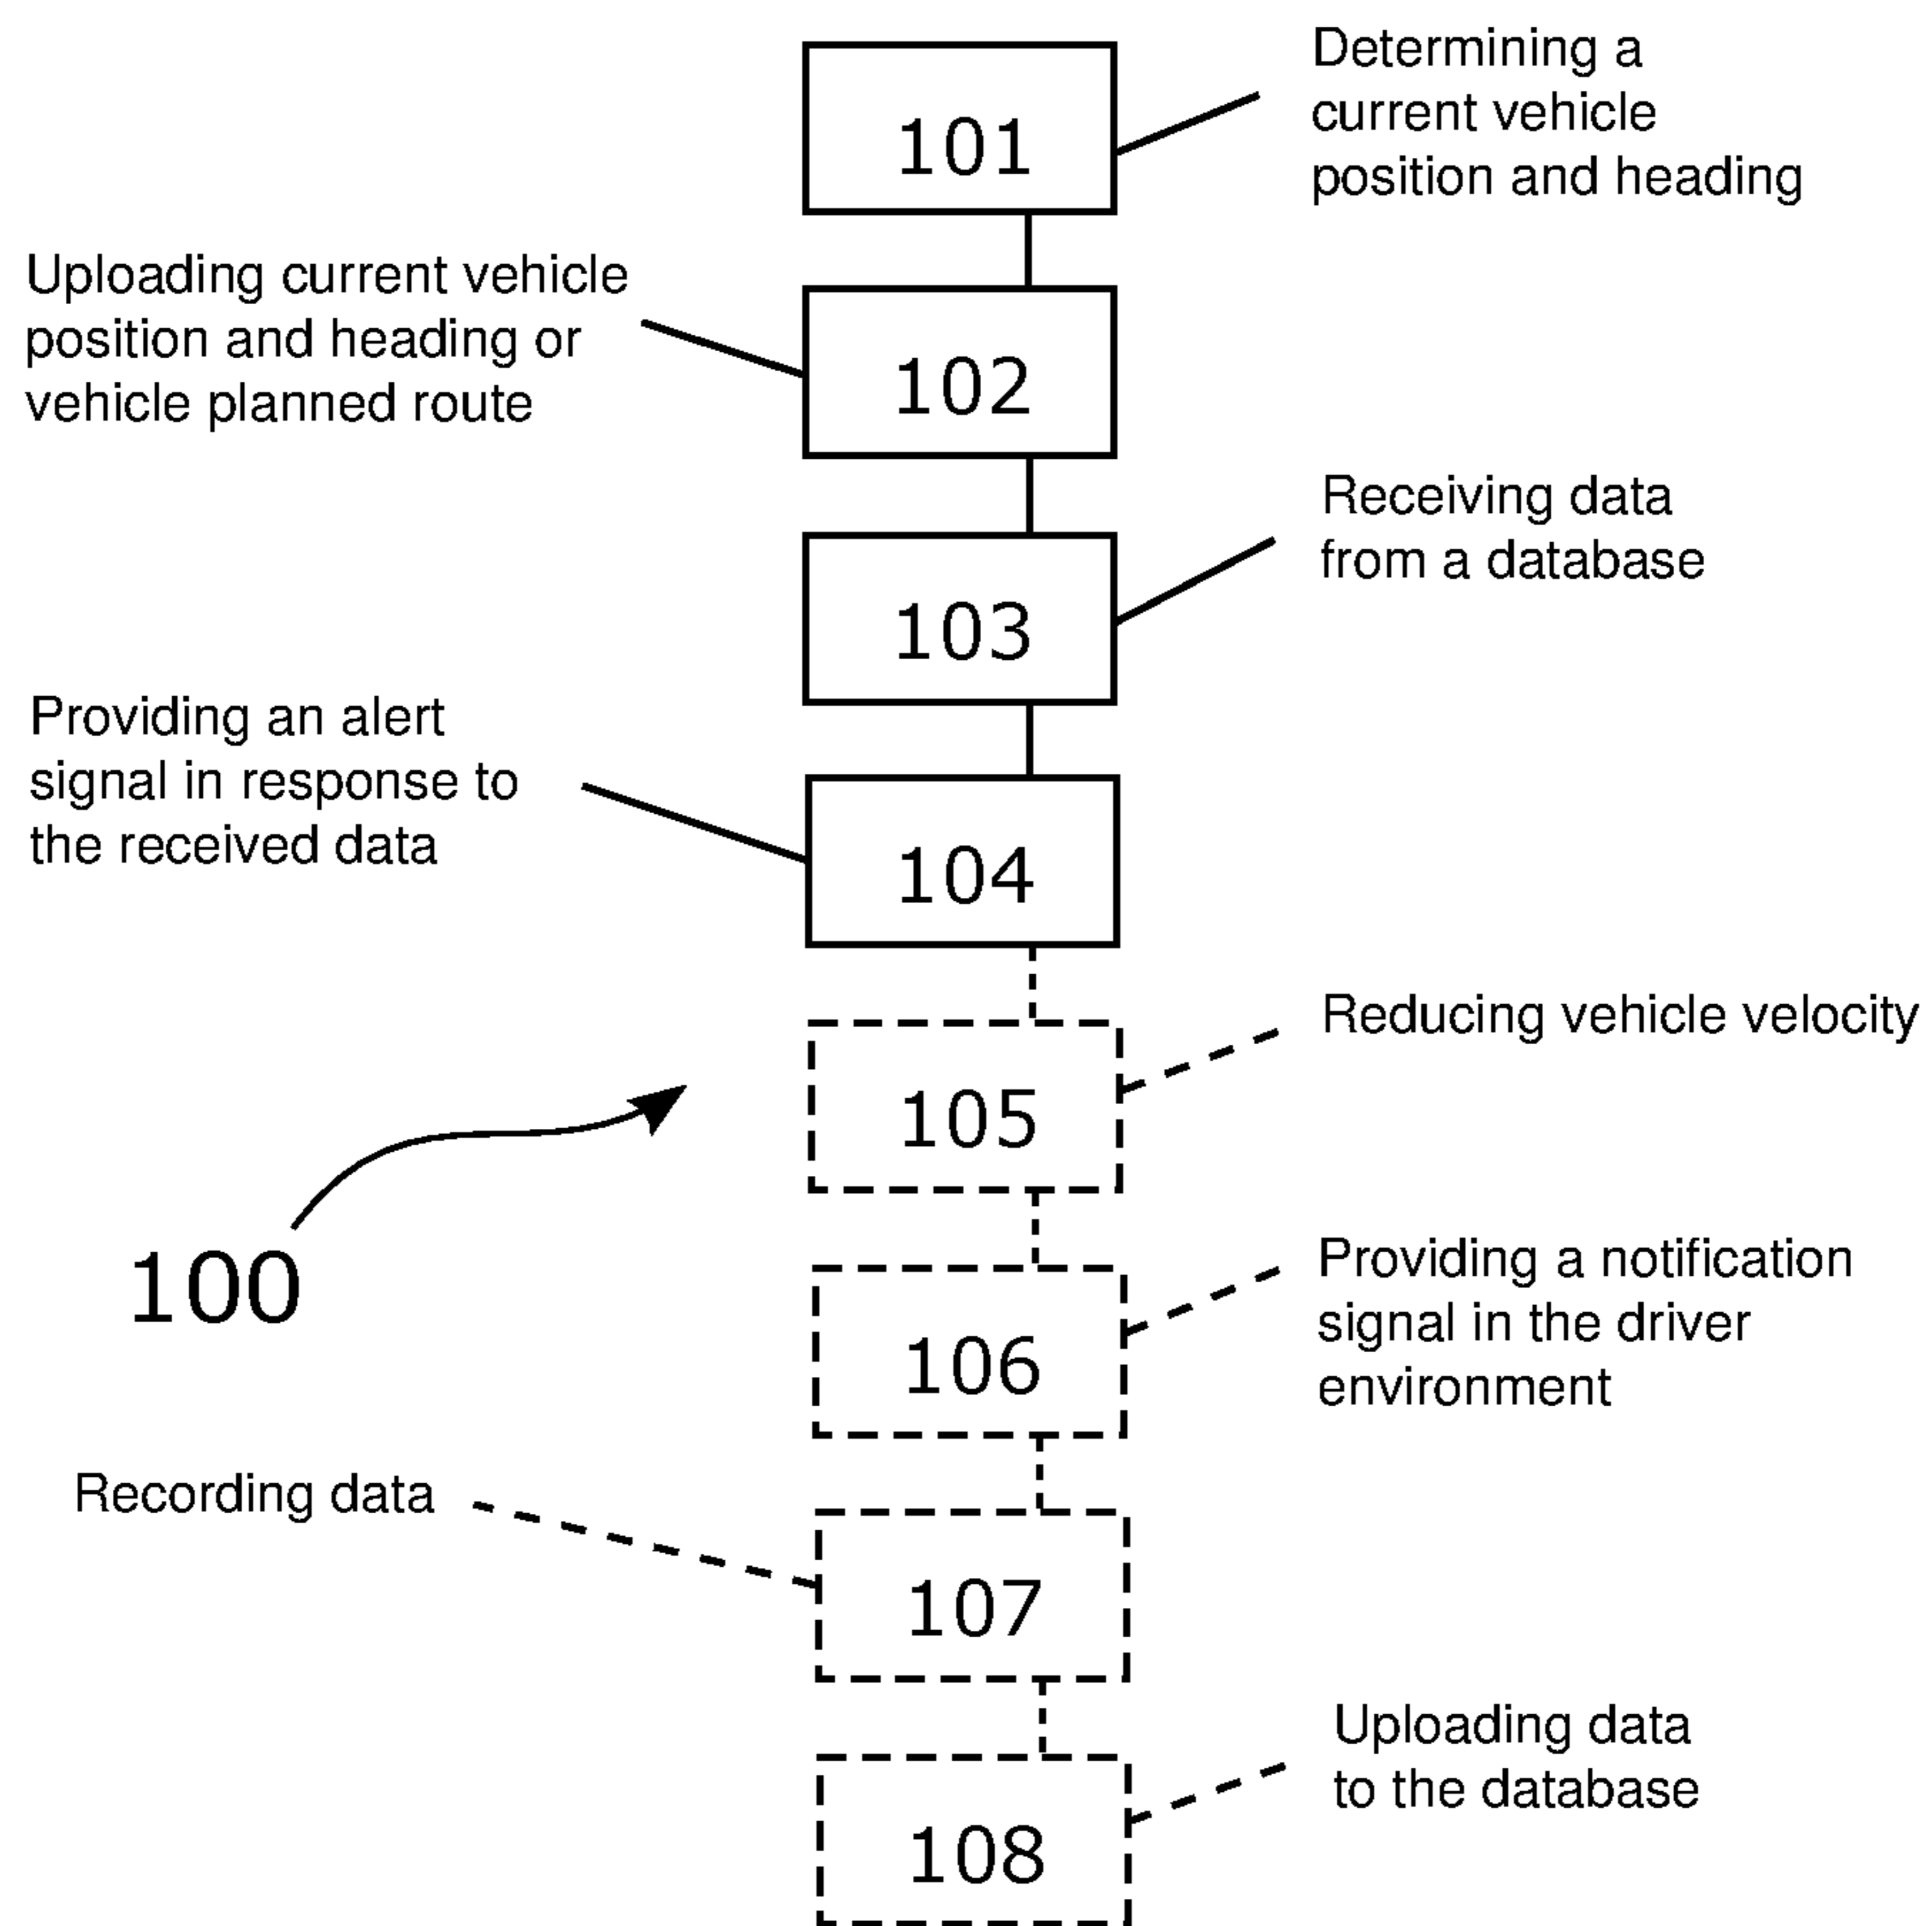 101
Determining a
current vehicle
position and heading
Uploading current vehicle
position and heading or
vehicle planned route
102
103
Receiving data
from a database
Providing an alert
signal in response to
the received data
104
105
Reducing vehicle velocity
100
106
Providing a notification
signal in the driver
environment
Recording data
107
108
Uploading data
to the database